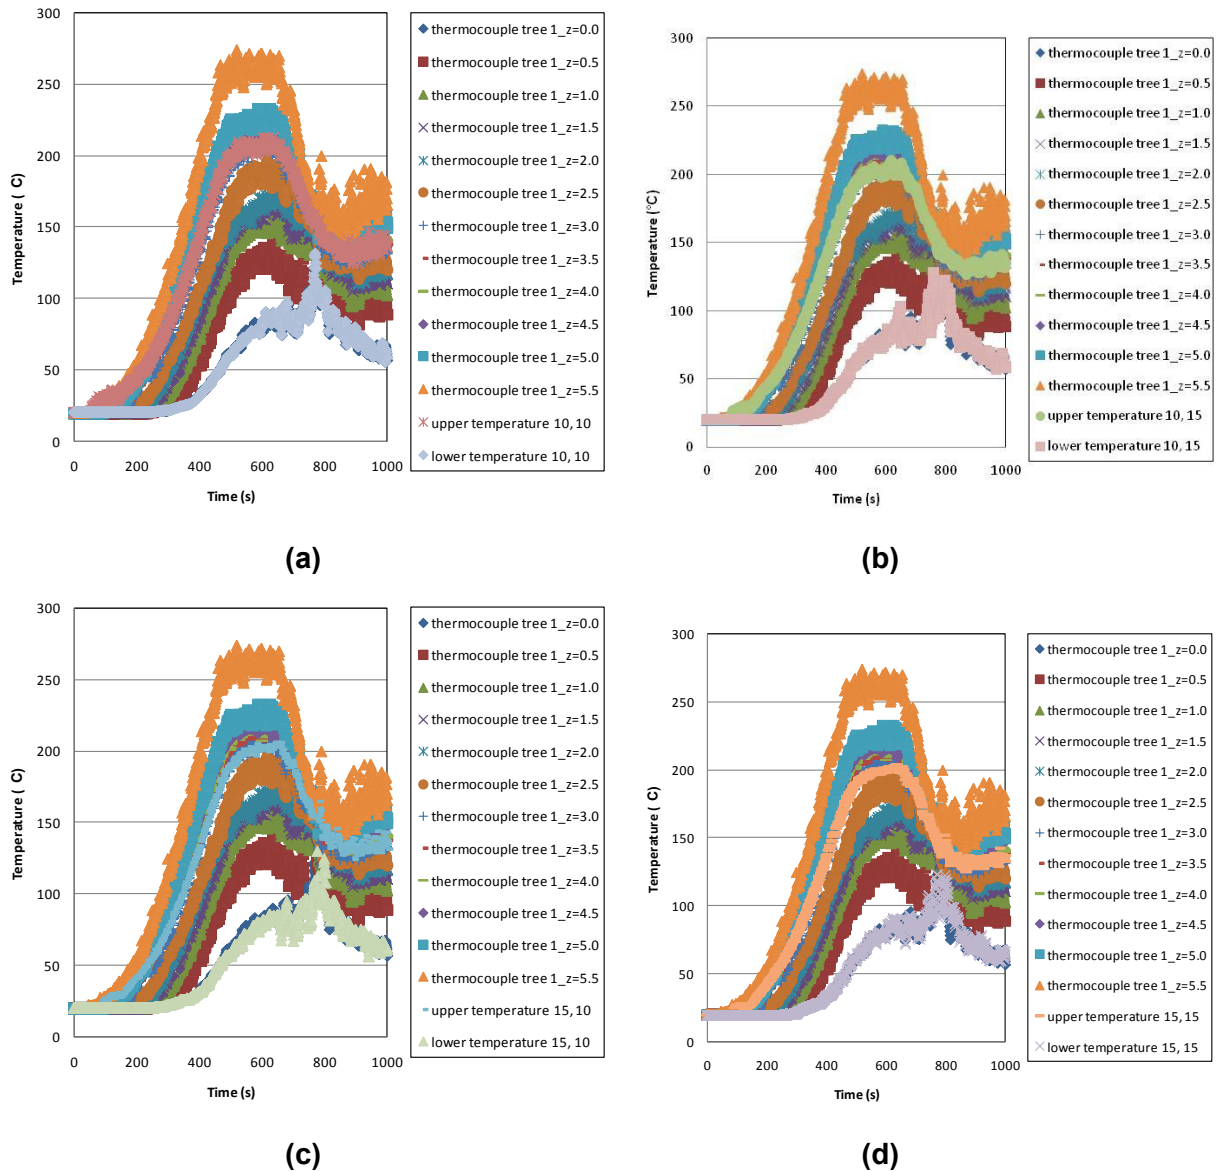 300
250
200
150
100
50
0
Temperature ( C)
0 200 400 600 800 1000
Time (s)
thermocouple tree 1_z=0.0
thermocouple tree 1_z=0.5
thermocouple tree 1_z=1.0
thermocouple tree 1_z=1.5
thermocouple tree 1_z=2.0
thermocouple tree 1_z=2.5
thermocouple tree 1_z=3.0
thermocouple tree 1_z=3.5
thermocouple tree 1_z=4.0
thermocouple tree 1_z=4.5
thermocouple tree 1_z=5.0
thermocouple tree 1_z=5.5
upper temperature 10, 10
lower temperature 10, 10
(a)
300
250
200
150
100
50
0
Temperature (°C)
0 200 400 600 800 1000
Time (s)
thermocouple tree 1_z=0.0
thermocouple tree 1_z=0.5
thermocouple tree 1_z=1.0
thermocouple tree 1_z=1.5
thermocouple tree 1_z=2.0
thermocouple tree 1_z=2.5
thermocouple tree 1_z=3.0
thermocouple tree 1_z=3.5
thermocouple tree 1_z=4.0
thermocouple tree 1_z=4.5
thermocouple tree 1_z=5.0
thermocouple tree 1_z=5.5
upper temperature 10, 15
lower temperature 10, 15
(b)
300
250
200
150
100
50
0
Temperature ( C)
0 200 400 600 800 1000
Time (s)
thermocouple tree 1_z=0.0
thermocouple tree 1_z=0.5
thermocouple tree 1_z=1.0
thermocouple tree 1_z=1.5
thermocouple tree 1_z=2.0
thermocouple tree 1_z=2.5
thermocouple tree 1_z=3.0
thermocouple tree 1_z=3.5
thermocouple tree 1_z=4.0
thermocouple tree 1_z=4.5
thermocouple tree 1_z=5.0
thermocouple tree 1_z=5.5
upper temperature 15, 10
lower temperature 15, 10
(c)
300
250
200
150
100
50
0
Temperature ( C)
0 200 400 600 800 1000
Time (s)
thermocouple tree 1_z=0.0
thermocouple tree 1_z=0.5
thermocouple tree 1_z=1.0
thermocouple tree 1_z=1.5
thermocouple tree 1_z=2.0
thermocouple tree 1_z=2.5
thermocouple tree 1_z=3.0
thermocouple tree 1_z=3.5
thermocouple tree 1_z=4.0
thermocouple tree 1_z=4.5
thermocouple tree 1_z=5.0
thermocouple tree 1_z=5.5
upper temperature 15, 15
lower temperature 15, 15
(d)